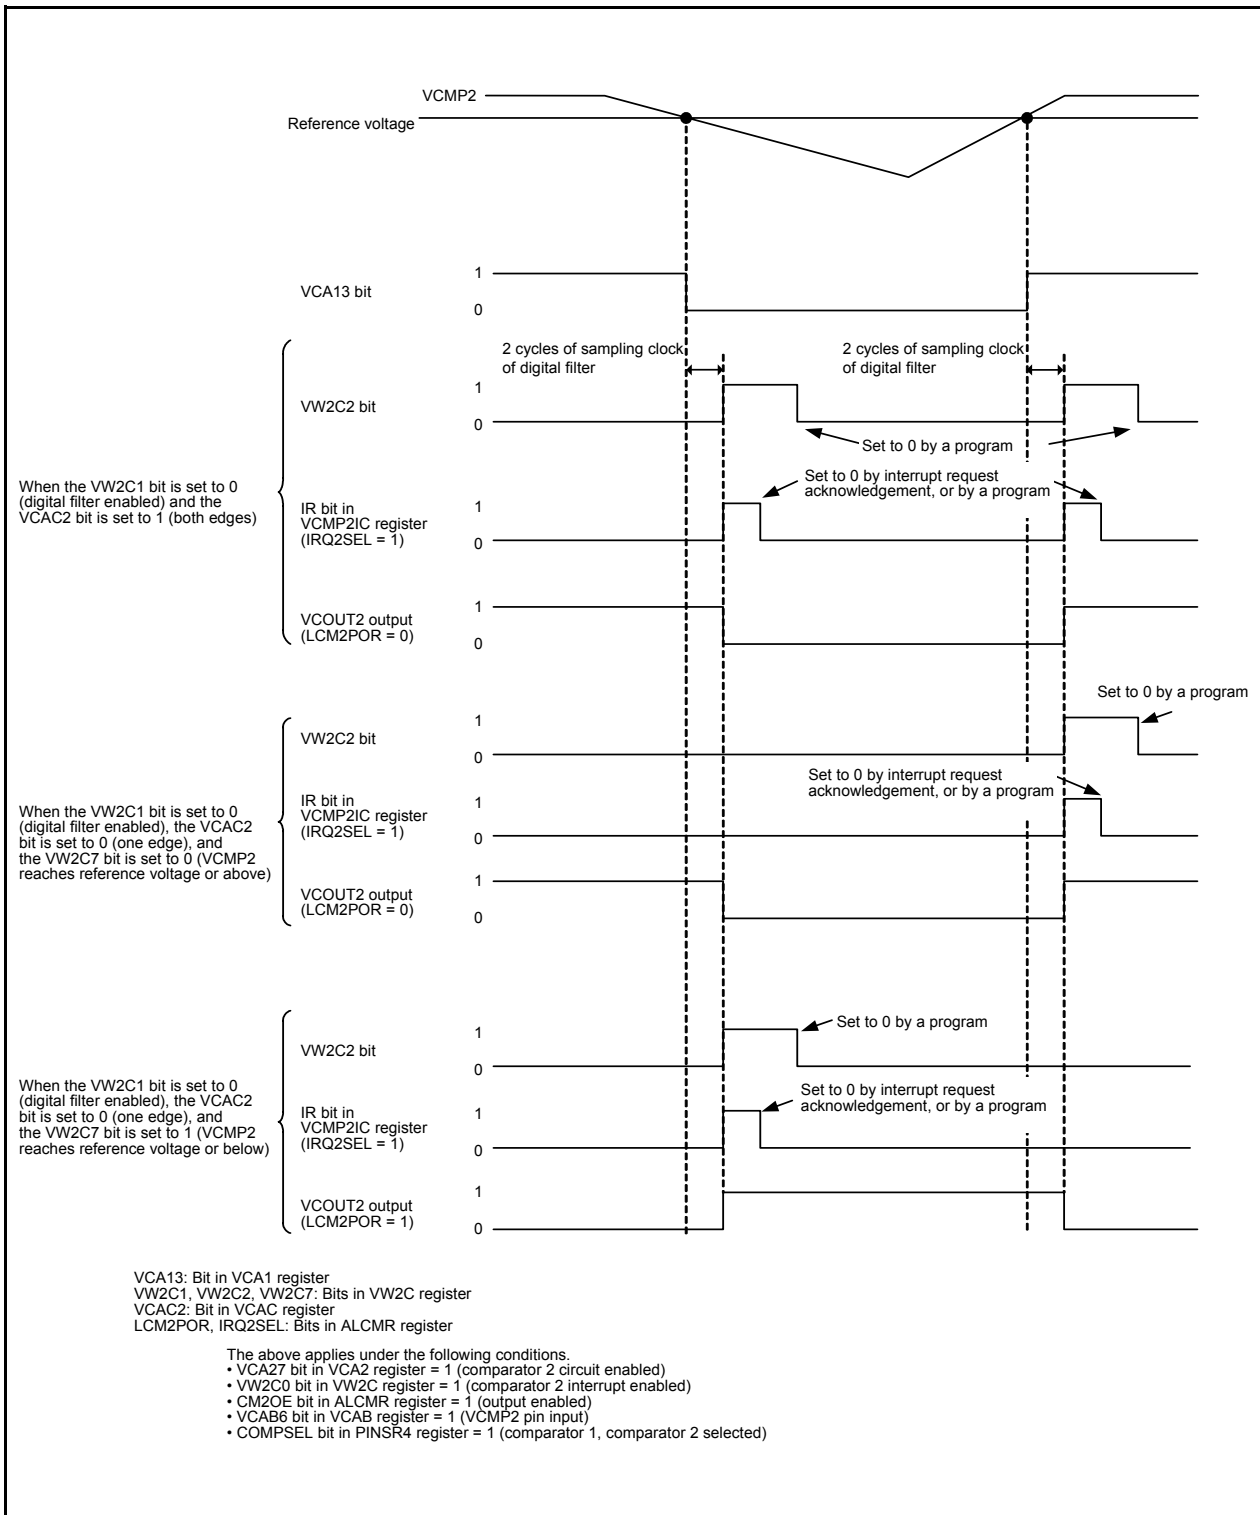 VCMP2
Reference voltage
1
VCA13 bit
0
2 cycles of sampling clock
of digital filter
2 cycles of sampling clock
of digital filter
1
VW2C2 bit
0
Set to 0 by a program
When the VW2C1 bit is set to 0
(digital filter enabled) and the
VCAC2 bit is set to 1 (both edges)
Set to 0 by interrupt request
acknowledgement, or by a program
IR bit in
VCMP2IC register
(IRQ2SEL = 1)
1
0
VCOUT2 output
(LCM2POR = 0)
1
0
Set to 0 by a program
1
VW2C2 bit
0
Set to 0 by interrupt request
acknowledgement, or by a program
When the VW2C1 bit is set to 0
(digital filter enabled), the VCAC2
bit is set to 0 (one edge), and
the VW2C7 bit is set to 0 (VCMP2
reaches reference voltage or above)
IR bit in
VCMP2IC register
(IRQ2SEL = 1)
1
0
VCOUT2 output
(LCM2POR = 0)
1
0
Set to 0 by a program
1
VW2C2 bit
0
When the VW2C1 bit is set to 0
(digital filter enabled), the VCAC2
bit is set to 0 (one edge), and
the VW2C7 bit is set to 1 (VCMP2
reaches reference voltage or below)
Set to 0 by interrupt request
acknowledgement, or by a program
IR bit in
VCMP2IC register
(IRQ2SEL = 1)
1
0
VCOUT2 output
(LCM2POR = 1)
1
0
VCA13: Bit in VCA1 register
VW2C1, VW2C2, VW2C7: Bits in VW2C register
VCAC2: Bit in VCAC register
LCM2POR, IRQ2SEL: Bits in ALCMR register
The above applies under the following conditions.
• VCA27 bit in VCA2 register = 1 (comparator 2 circuit enabled)
• VW2C0 bit in VW2C register = 1 (comparator 2 interrupt enabled)
• CM2OE bit in ALCMR register = 1 (output enabled)
• VCAB6 bit in VCAB register = 1 (VCMP2 pin input)
• COMPSEL bit in PINSR4 register = 1 (comparator 1, comparator 2 selected)